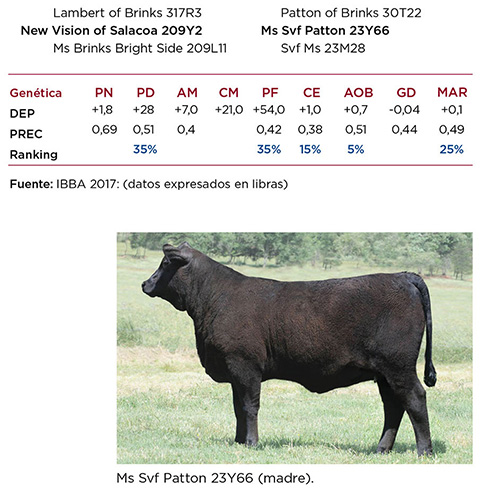 Lambert of Brinks 317R3 Patton of Brinks 30T22
New Vision of Salacoa 209Y2 Ms Svf Patton 23Y66
Ms Brinks Bright Side 209L11 Svf Ms 23M28
Genética PN PD AM CM PF CE AOB GD MAR
DEP +1,8 +28 +7,0 +21,0 +54,0 +1,0 +0,7 -0,04 +0,1
PREC 0,69 0,51 0,4 0,42 0,38 0,51 0,44 0,49
Ranking 35% 35% 15% 5% 25%
Fuente: IBBA 2017: (datos expresados en libras)
Ms Svf Patton 23Y66 (madre).